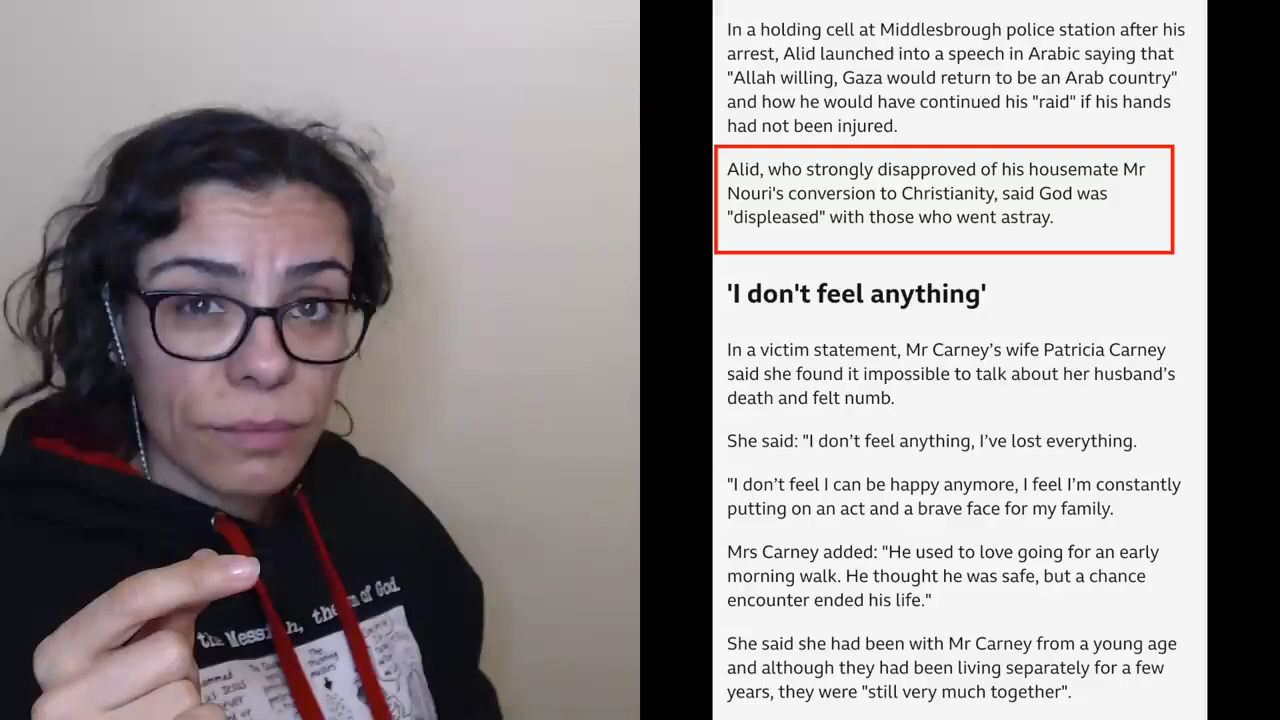 In a holding cell at Middlesbrough police station after his
arrest, Alid launched into a speech in Arabic saying that
"Allah willing, Gaza would return to be an Arab country"
and how he would have continued his "raid" if his hands
had not been injured.
Alid, who strongly disapproved of his housemate Mr
Nouri's conversion to Christianity, said God was
"displeased" with those who went astray.
'I don't feel anything'
In a victim statement, Mr Carney’s wife Patricia Carney
said she found it impossible to talk about her husband’s
death and felt numb.
She said: "I don’t feel anything, I’ve lost everything.
"I don’t feel I can be happy anymore, I feel I’m constantly
putting on an act and a brave face for my family.
Mrs Carney added: "He used to love going for an early
morning walk. He thought he was safe, but a chance
encounter ended his life."
She said she had been with Mr Carney from a young age
and although they had been living separately for a few
years, they were "still very much together".
the of God